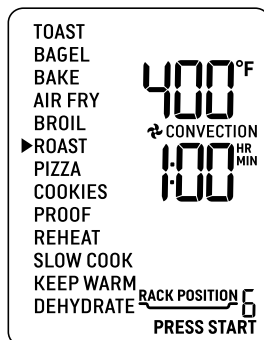 TOAST
BAGEL
BAKE
AIR FRY
BROIL
▶ROAST
PIZZA
COOKIES
PROOF
REHEAT
SLOW COOK
KEEP WARM
DEHYDRATE
400°F
CONVECTION
1:00 HR MIN
RACK POSITION 6
PRESS START